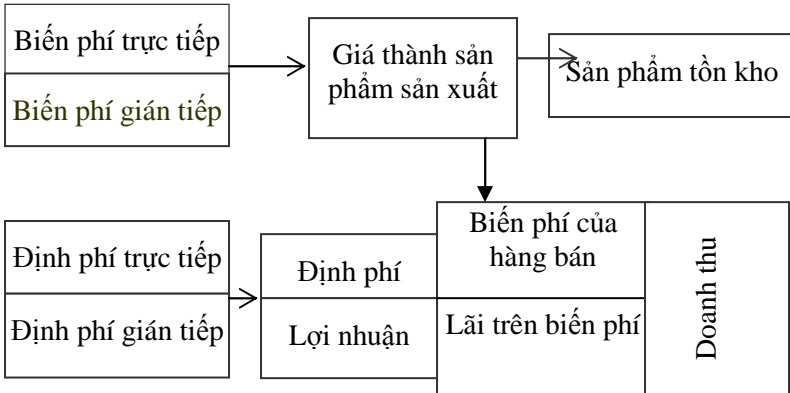 Biến phí trực tiếp
Biến phí gián tiếp
Giá thành sản
phẩm sản xuất
Sản phẩm tồn kho
Định phí trực tiếp
Định phí gián tiếp
Định phí
Lợi nhuận
Biến phí của
hàng bán
Lãi trên biến phí
Doanh thu